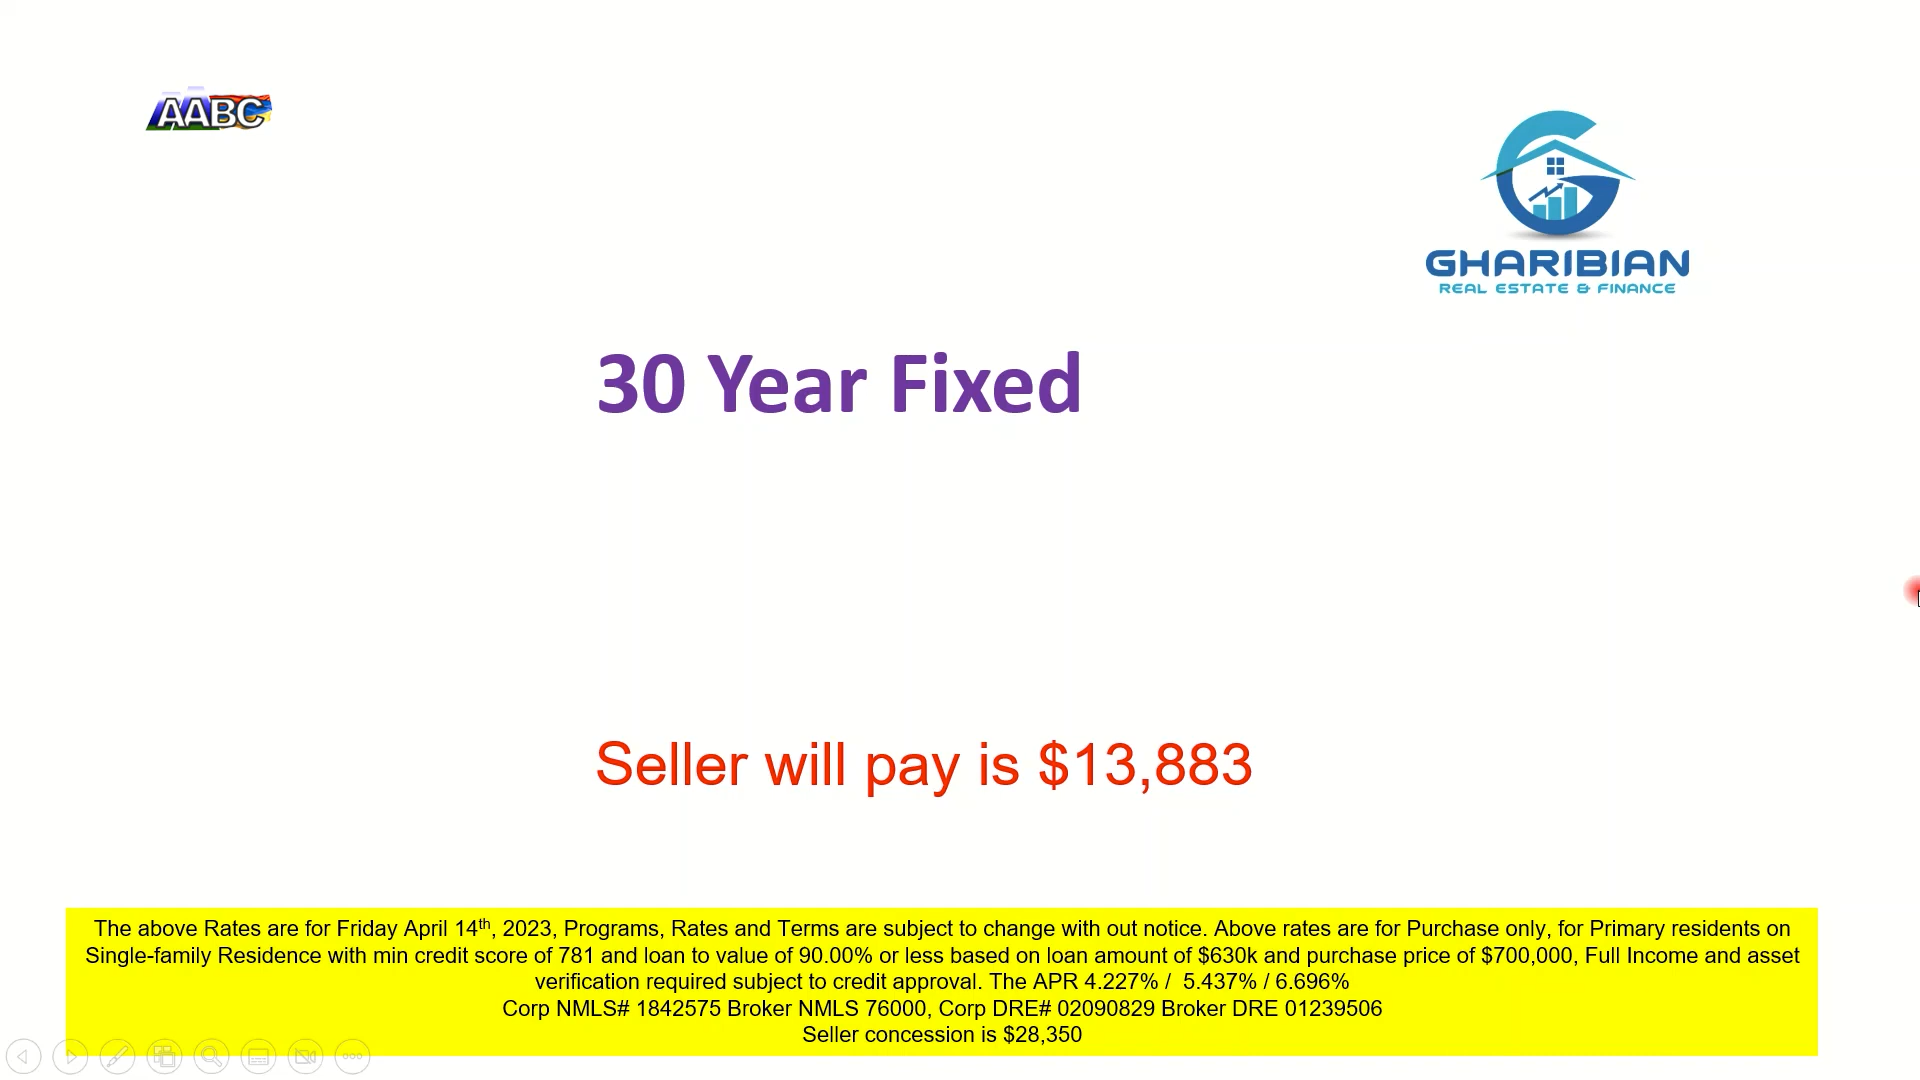 AABC
GHARIBIAN
REAL ESTATE & FINANCE
30 Year Fixed
Seller will pay is $13,883
The above Rates are for Friday April 14th, 2023, Programs, Rates and Terms are subject to change with out notice. Above rates are for Purchase only, for Primary residents on
Single-family Residence with min credit score of 781 and loan to value of 90.00% or less based on loan amount of $630k and purchase price of $700,000, Full Income and asset
verification required subject to credit approval. The APR 4.227% /  5.437% / 6.696%
Corp NMLS# 1842575 Broker NMLS 76000, Corp DRE# 02090829 Broker DRE 01239506
Seller concession is $28,350